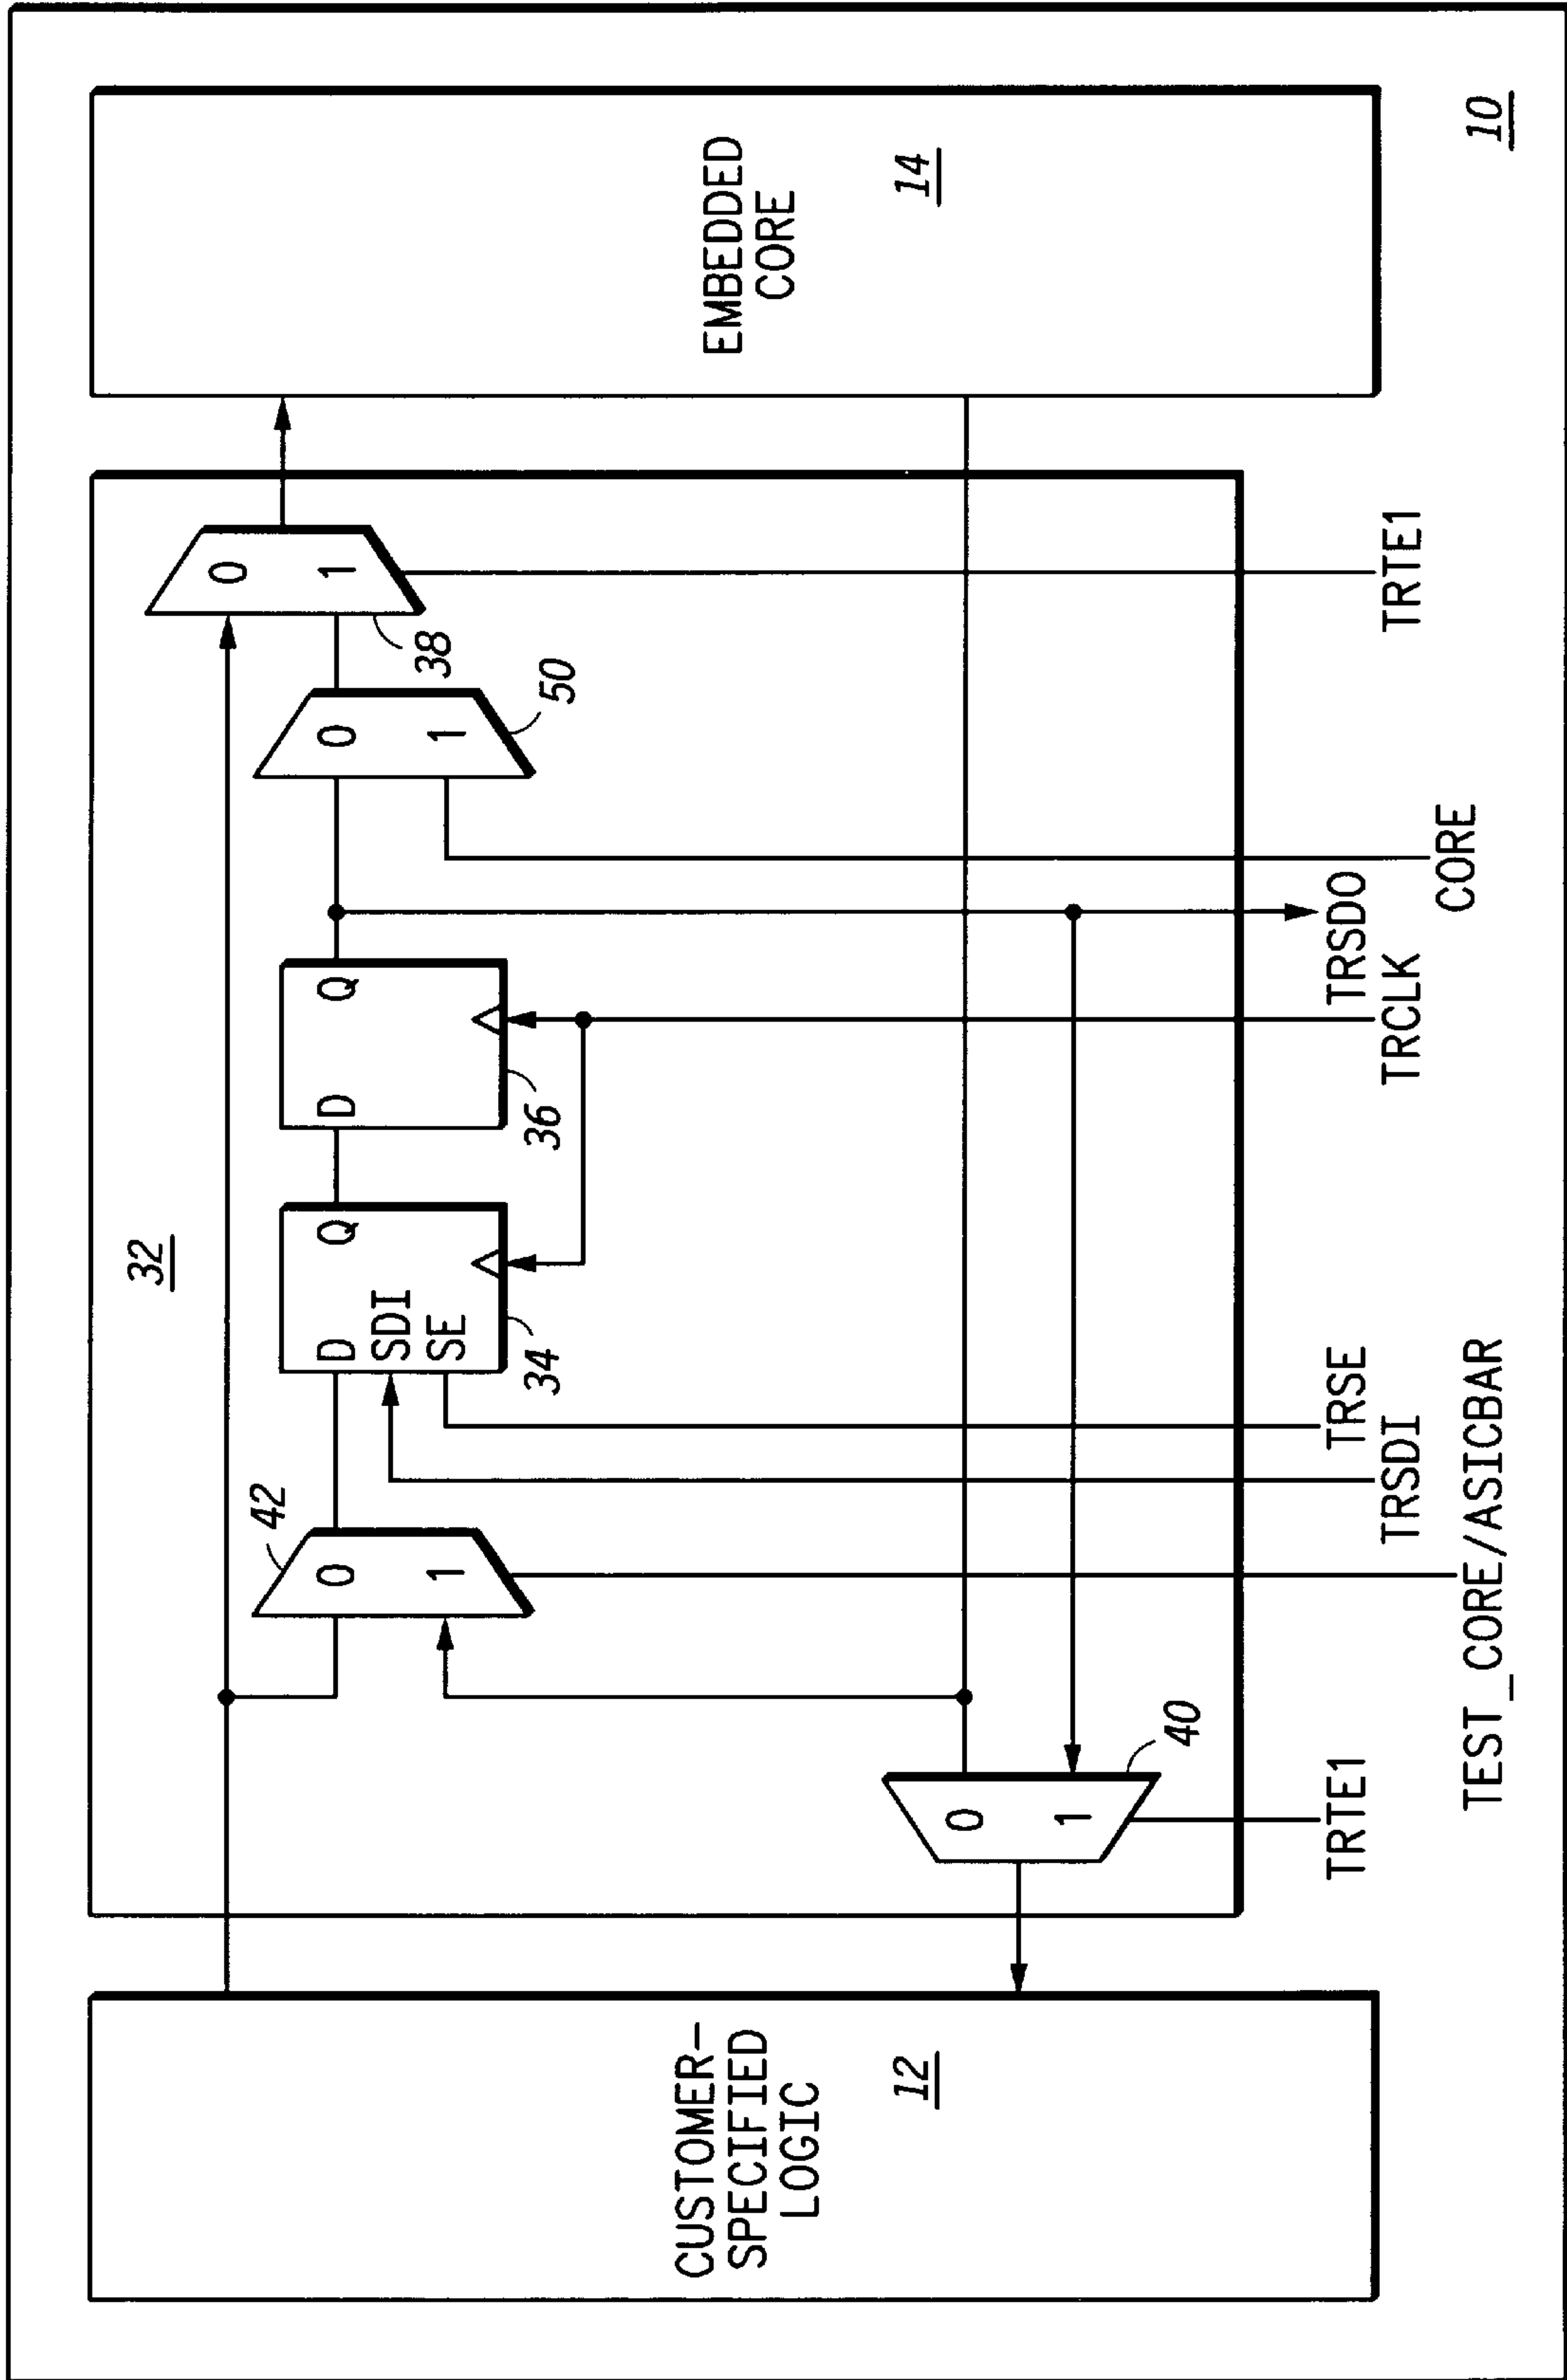 32
CUSTOMER-
SPECIFIED
LOGIC
12
EMBEDDED
CORE
14
42
0
1
D
SDI
SE
Q
34
D
Q
36
0
1
50
0
1
38
0
1
40
TRTE1
TEST_CORE/ASICBAR
TRSDI
TRSE
TRCLK
TRSDO
CORE
TRTE1
10